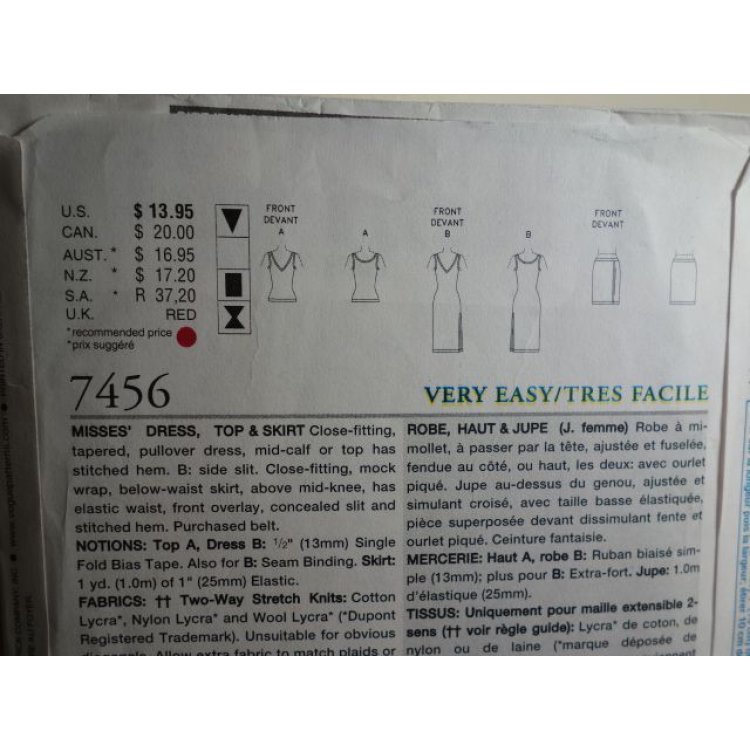 U.S. $ 13.95
CAN. $ 20.00
AUST.* $ 16.95
N.Z. * $ 17.20
S.A. * R 37,20
U.K. RED
*recommended price
*prix suggéré
FRONT
DEVANT
A
A
FRONT
DEVANT
B
B
FRONT
DEVANT
7456
VERY EASY/TRES FACILE
MISSES' DRESS, TOP & SKIRT Close-fitting,
tapered, pullover dress, mid-calf or top has
stitched hem. B: side slit. Close-fitting, mock
wrap, below-waist skirt, above mid-knee, has
elastic waist, front overlay, concealed slit and
stitched hem. Purchased belt.
NOTIONS: Top A, Dress B: 1/2" (13mm) Single
Fold Bias Tape. Also for B: Seam Binding. Skirt:
1 yd. (1.0m) of 1" (25mm) Elastic.
FABRICS: †† Two-Way Stretch Knits: Cotton
Lycra*, Nylon Lycra* and Wool Lycra* (*Dupont
Registered Trademark). Unsuitable for obvious
diagonals. Allow extra fabric to match plaids or
ROBE, HAUT & JUPE (J. femme) Robe à mi-
mollet, à passer par la tête, ajustée et fuselée,
fendue au côté, ou haut, les deux: avec ourlet
piqué. Jupe au-dessus du genou, ajustée et
simulant croisé, avec taille basse élastiquée,
pièce superposée devant dissimulant fente et
ourlet piqué. Ceinture fantaisie.
MERCERIE: Haut A, robe B: Ruban biaisé sim-
ple (13mm); plus pour B: Extra-fort. Jupe: 1.0m
d'élastique (25mm).
TISSUS: Uniquement pour maille extensible 2-
sens (†† voir règle guide): Lycra* de coton, de
nylon ou de laine (*marque déposée de